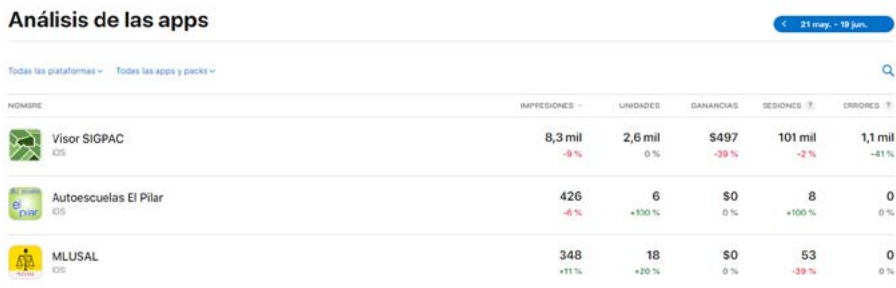 Análisis de las apps
21 may. - 19 jun.
Todas las plataformas Todas las apps y packs
NOMBRE IMPRESIONES UNIDADES GANANCIAS SESIONES ? ERRORES ?
Visor SIGPAC 8,3 mil 2,6 mil $497 101 mil 1,1 mil
iOS -9 % 0 % -39 % -2 % -41 %
Autoescuelas El Pilar 426 6 $0 8 0
iOS -6 % +100 % 0 % +100 % 0 %
el pilar
MLUSAL 348 18 $0 53 0
iOS +11 % +20 % 0 % -39 % 0 %